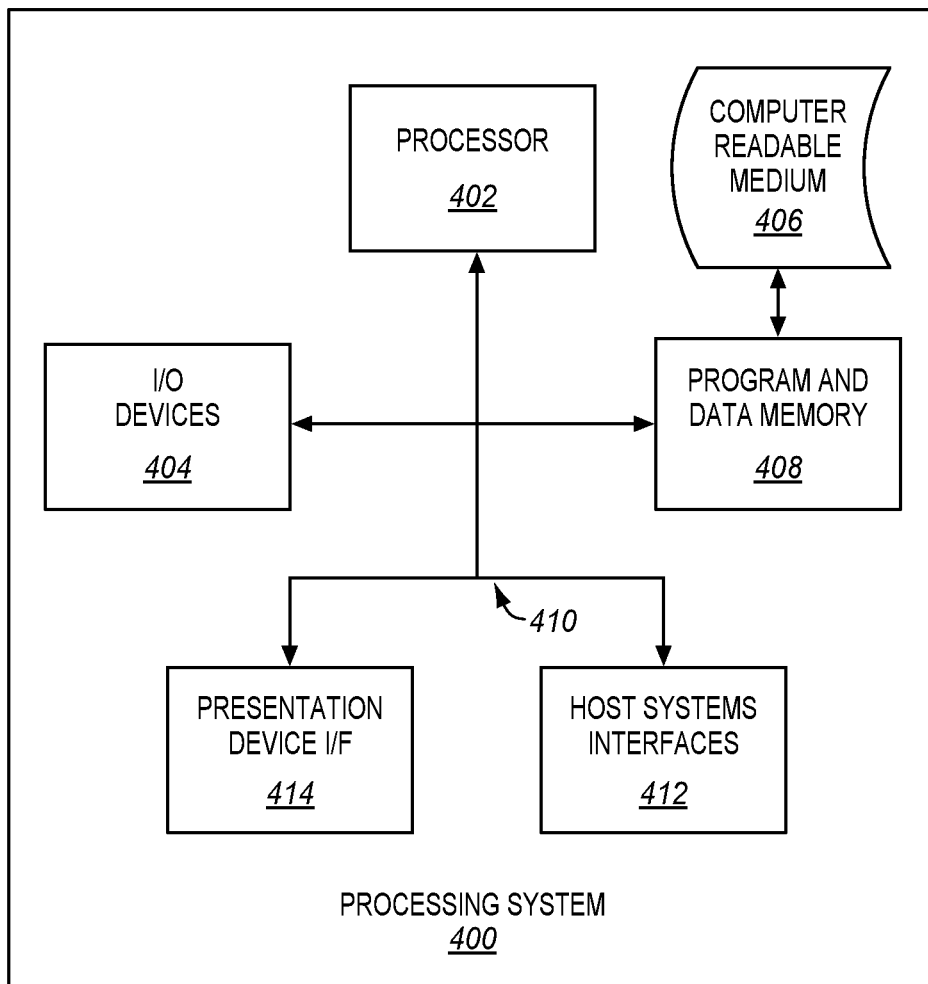 PROCESSOR
402
COMPUTER
READABLE
MEDIUM
406
I/O
DEVICES
404
PROGRAM AND
DATA MEMORY
408
410
PRESENTATION
DEVICE I/F
414
HOST SYSTEMS
INTERFACES
412
PROCESSING SYSTEM
400